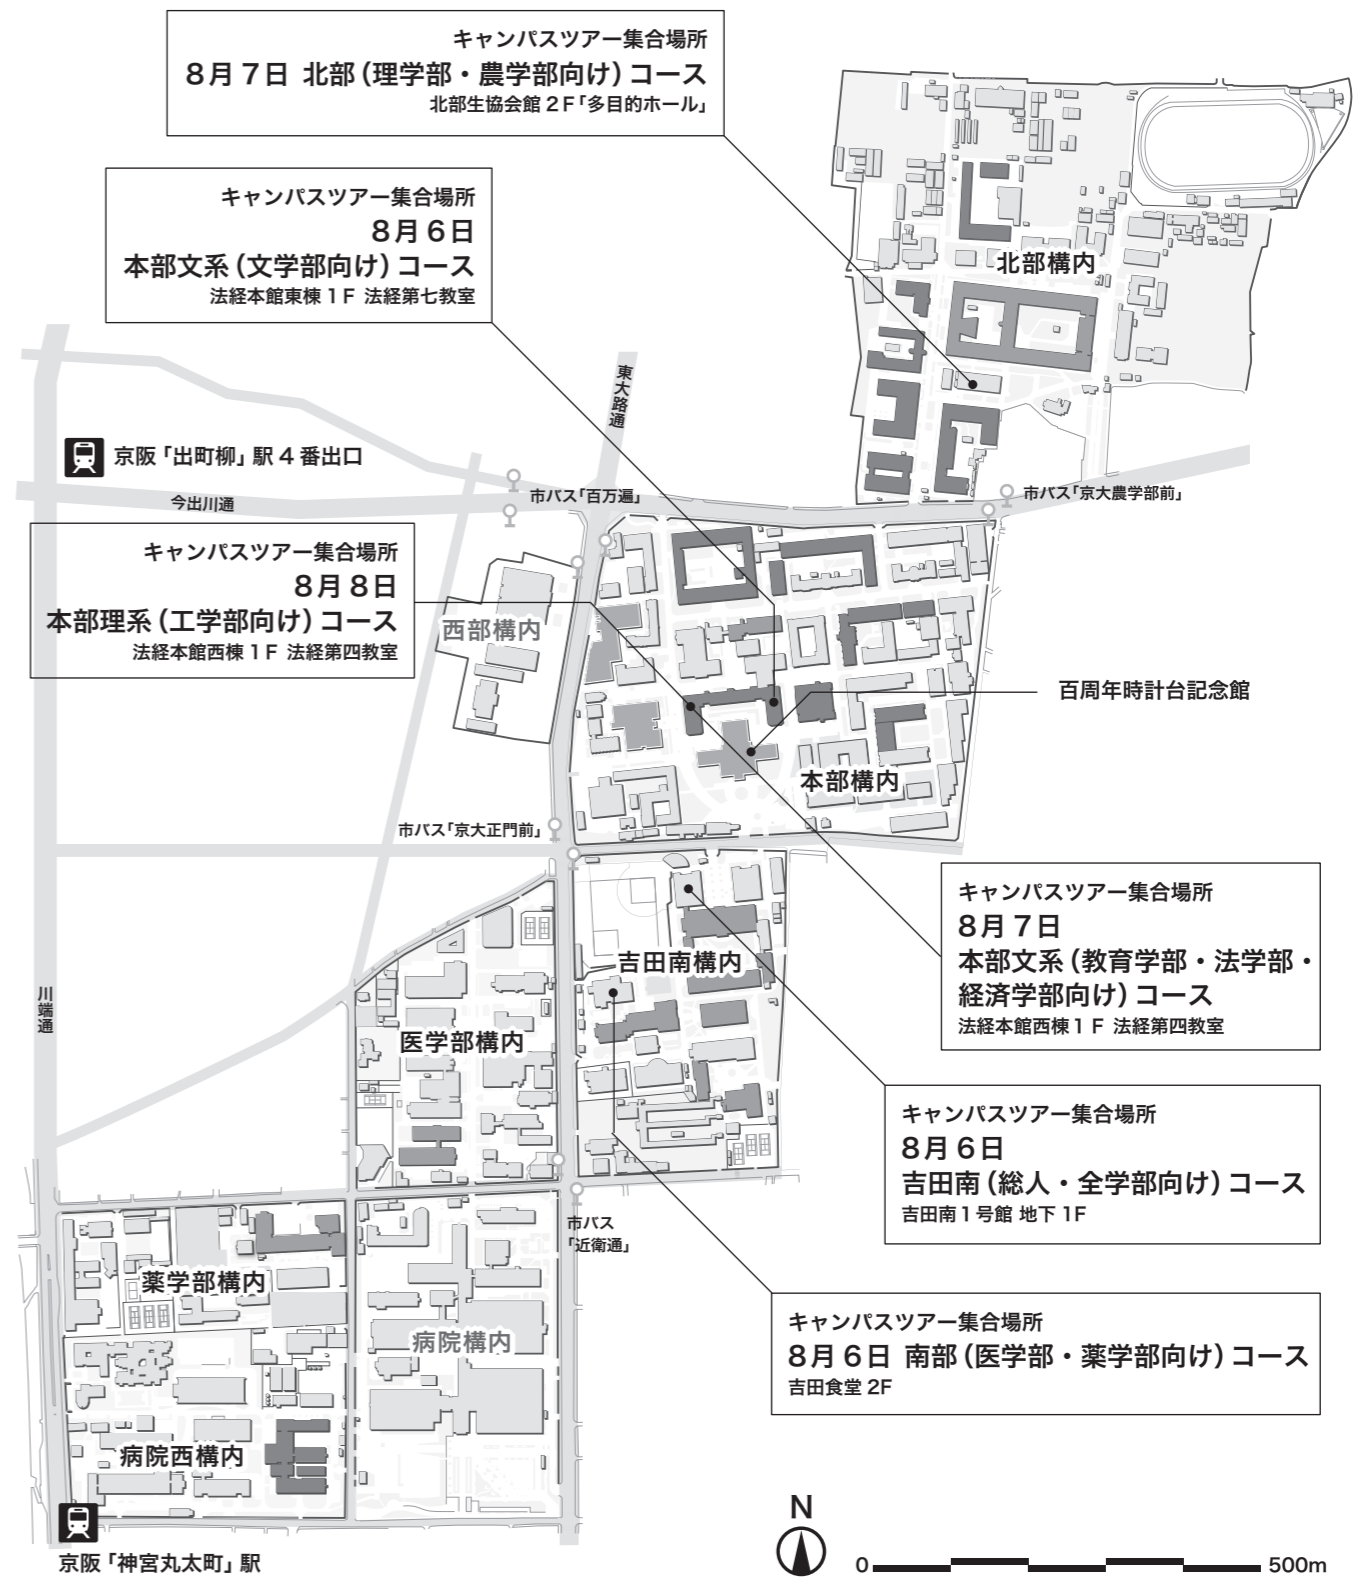 キャンパスツアー集合場所
8月7日 北部(理学部・農学部向け)コース
北部生協会館2F「多目的ホール」
キャンパスツアー集合場所
8月6日
本部文系(文学部向け)コース
法経本館東棟1F 法経第七教室
北部構内
東大路通
京阪「出町柳」駅4番出口
今出川通
市バス「百万遍」
市バス「京大農学部前」
キャンパスツアー集合場所
8月8日
本部理系(工学部向け)コース
法経本館西棟1F 法経第四教室
西部構内
百周年時計台記念館
本部構内
市バス「京大正門前」
キャンパスツアー集合場所
8月7日
本部文系(教育学部・法学部・
経済学部向け)コース
法経本館西棟1F 法経第四教室
吉田南構内
川端通
医学部構内
キャンパスツアー集合場所
8月6日
吉田南(総人・全学部向け)コース
吉田南1号館 地下1F
市バス
「近衛通」
薬学部構内
病院構内
キャンパスツアー集合場所
8月6日 南部(医学部・薬学部向け)コース
吉田食堂2F
病院西構内
京阪「神宮丸太町」駅
N
0
500m